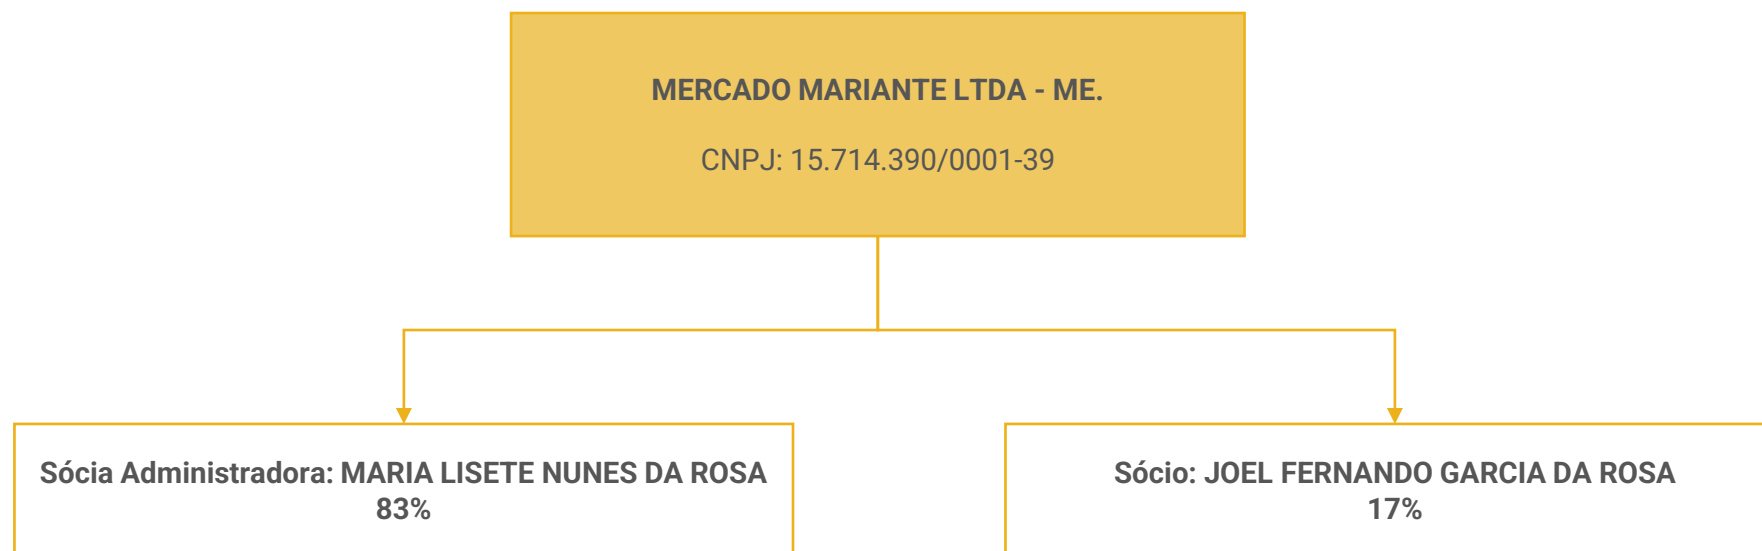 MERCADO MARIANTE LTDA - ME.
CNPJ: 15.714.390/0001-39
Sócia Administradora: MARIA LISETE NUNES DA ROSA
83%
Sócio: JOEL FERNANDO GARCIA DA ROSA
17%